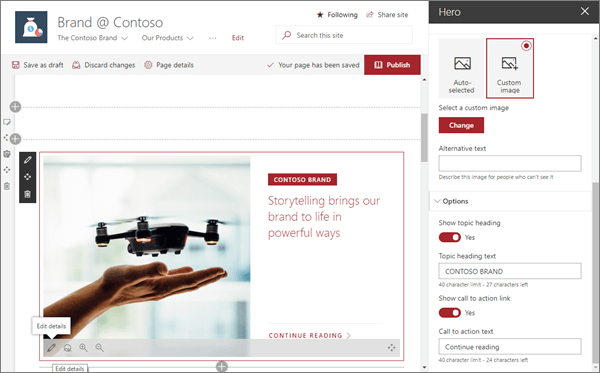 Brand @ Contoso
The Contoso Brand
Our Products
···
Edit
Following
Share site
Search this site
Save as draft
Discard changes
Page details
Your page has been saved
Publish
CONTOSO BRAND
Storytelling brings our
brand to life in
powerful ways
CONTINUE READING
Edit details
Edit details
Hero
Auto-
selected
Custom
image
Select a custom image
Change
Alternative text
Describe this image for people who can't see it
Options
Show topic heading
Yes
Topic heading text
CONTOSO BRAND
40 character limit - 27 characters left
Show call to action link
Yes
Call to action text
Continue reading
40 character limit - 24 characters left